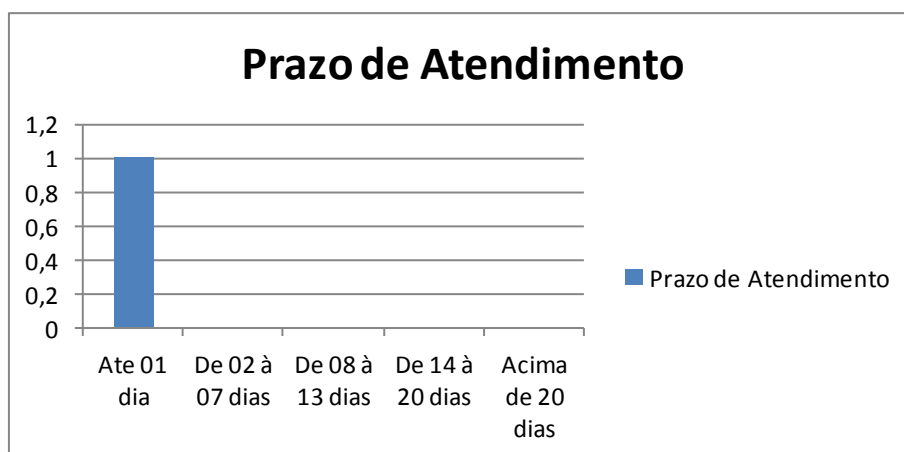 Prazo de Atendimento
1,2
1
0,8
0,6
0,4
0,2
0
Ate 01
dia
De 02 à
07 dias
De 08 à
13 dias
De 14 à
20 dias
Acima
de 20
dias
Prazo de Atendimento